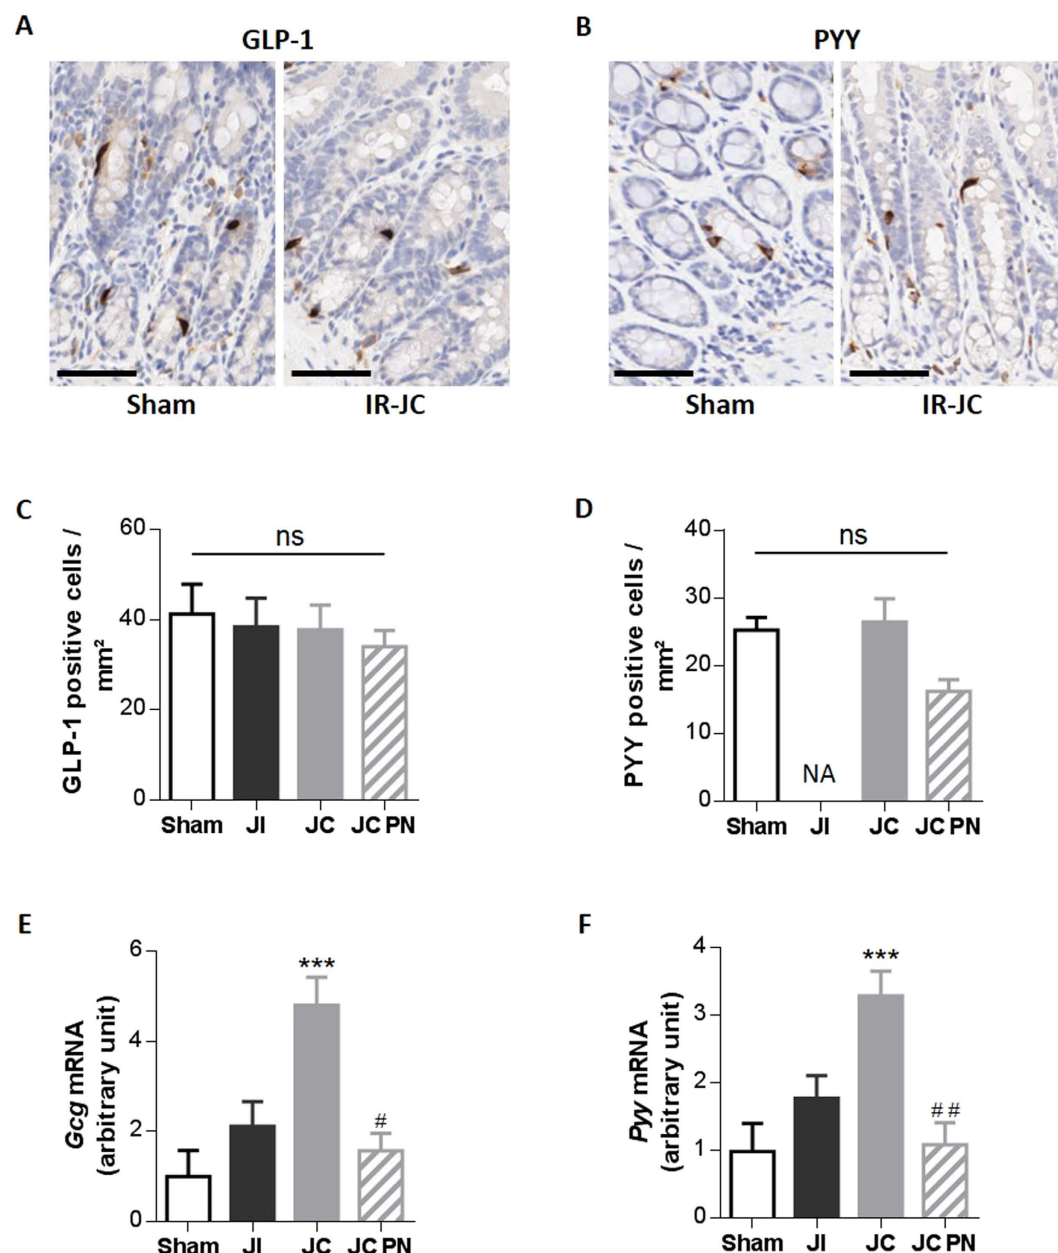 A
GLP-1
B
PYY
Sham
IR-JC
Sham
IR-JC
C
GLP-1 positive cells /
mm²
60
40
20
0
ns
Sham JI JC JC PN
D
PYY positive cells /
mm²
40
30
20
10
0
ns
NA
Sham JI JC JC PN
E
Gcg mRNA
(arbitrary unit)
6
4
2
0
***
#
Sham JI JC JC PN
F
Pyy mRNA
(arbitrary unit)
4
3
2
1
0
***
# #
Sham JI JC JC PN